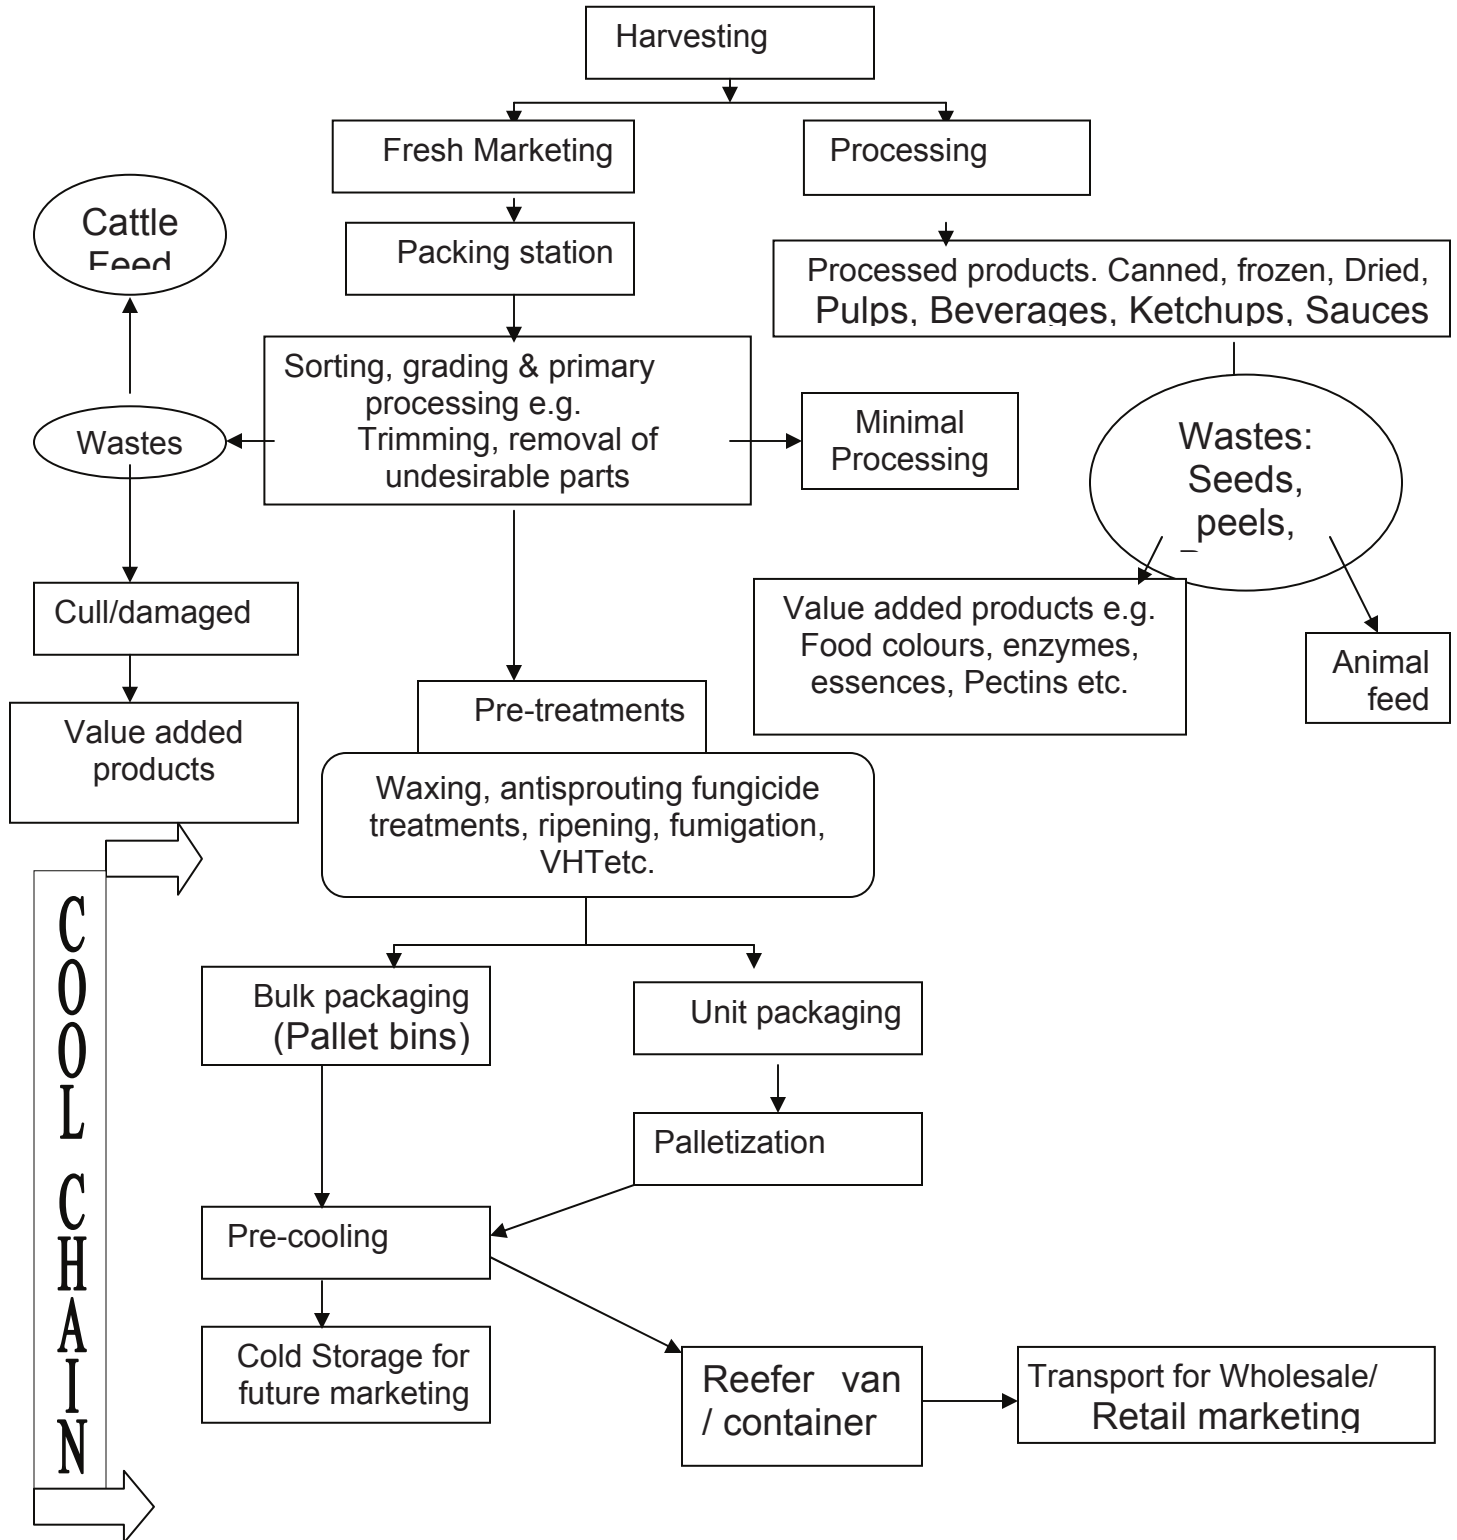 Harvesting
Fresh Marketing
Processing
Cattle
Feed
Packing station
Processed products. Canned, frozen, Dried,
Pulps, Beverages, Ketchups, Sauces
Sorting, grading & primary
processing e.g.
Trimming, removal of
undesirable parts
Wastes
Minimal
Processing
Wastes:
Seeds,
peels,
Cull/damaged
Value added products e.g.
Food colours, enzymes,
essences, Pectins etc.
Animal
feed
Value added
products
Pre-treatments
Waxing, antisprouting fungicide
treatments, ripening, fumigation,
VHTetc.
COOL CHAIN
Bulk packaging
(Pallet bins)
Unit packaging
Palletization
Pre-cooling
Cold Storage for
future marketing
Reefer van
/ container
Transport for Wholesale/
Retail marketing